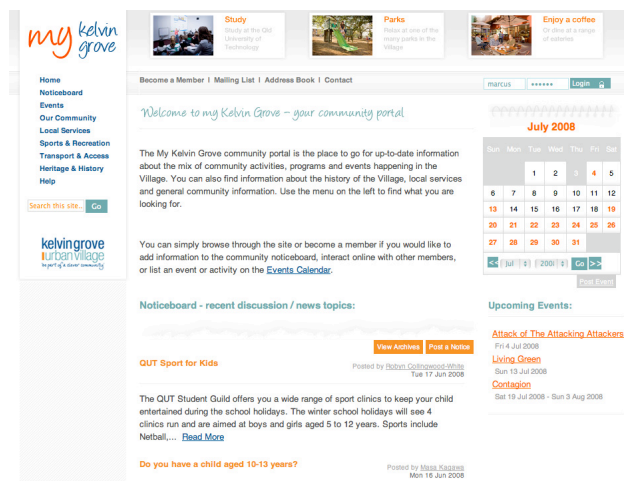 my kelvin grove
Study
Study at the Qld
University of
Technology
Parks
Relax at one of the
many parks in the
Village
Enjoy a coffee
Or dine at a range
of eateries
Home
Noticeboard
Events
Our Community
Local Services
Sports & Recreation
Transport & Access
Heritage & History
Help
Search this site... Go
kelvingrove
urbanvillage
be part of a clever community
Become a Member | Mailing List | Address Book | Contact
marcus ****** Login
Welcome to my Kelvin Grove – your community portal
The My Kelvin Grove community portal is the place to go for up-to-date information
about the mix of community activities, programs and events happening in the
Village. You can also find information about the history of the Village, local services
and general community information. Use the menu on the left to find what you are
looking for.
You can simply browse through the site or become a member if you would like to
add information to the community noticeboard, interact online with other members,
or list an event or activity on the Events Calendar.
Noticeboard - recent discussion / news topics:
View Archives Post a Notice
QUT Sport for Kids
Posted by Robyn Collingwood-White
Tue 17 Jun 2008
The QUT Student Guild offers you a wide range of sport clinics to keep your child
entertained during the school holidays. The winter school holidays will see 4
clinics run and are aimed at boys and girls aged 5 to 12 years. Sports include
Netball,... Read More
Do you have a child aged 10-13 years?
Posted by Masa Kagawa
Mon 16 Jun 2008
July 2008
Sun Mon Tue Wed Thu Fri Sat
1 2 3 4 5
6 7 8 9 10 11 12
13 14 15 16 17 18 19
20 21 22 23 24 25 26
27 28 29 30 31
<< Jul 200 Go >>
Post Event
Upcoming Events:
Attack of The Attacking Attackers
Fri 4 Jul 2008
Living Green
Sun 13 Jul 2008
Contagion
Sat 19 Jul 2008 - Sun 3 Aug 2008